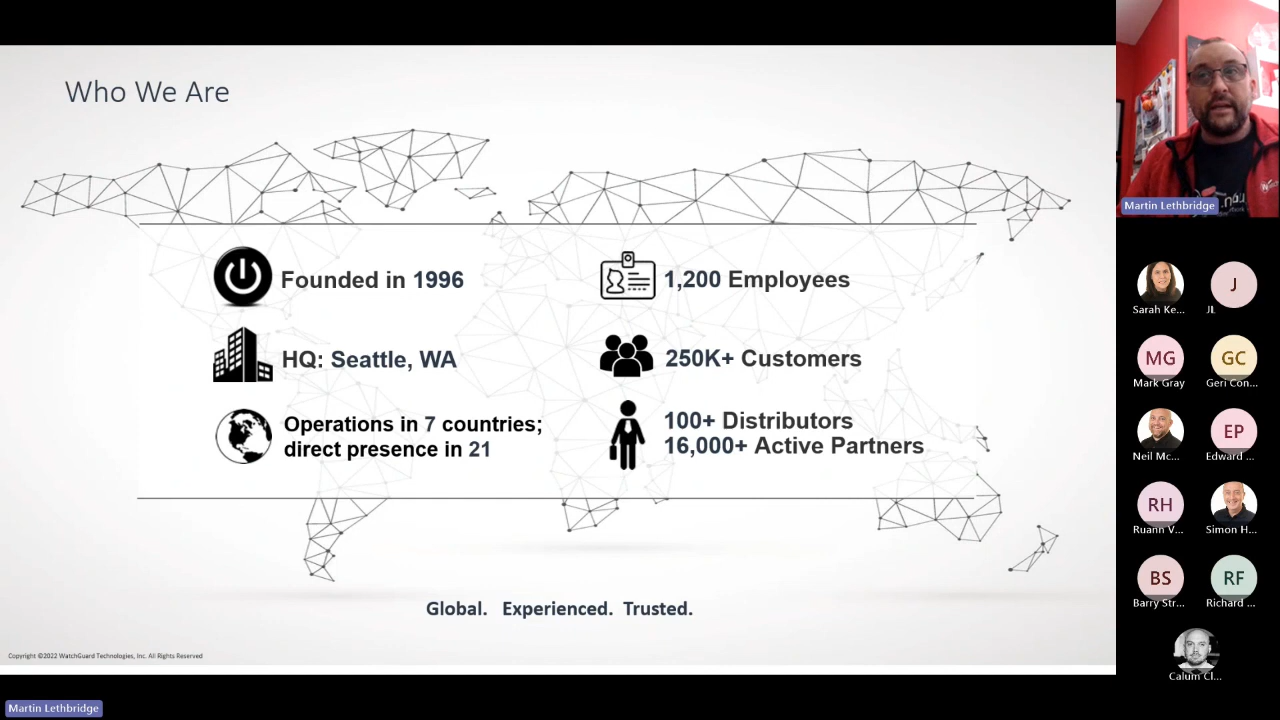 Who We Are
Founded in 1996
HQ: Seattle, WA
Operations in 7 countries;
direct presence in 21
1,200 Employees
250K+ Customers
100+ Distributors
16,000+ Active Partners
Global. Experienced. Trusted.
Copyright ©2022 WatchGuard Technologies, Inc. All Rights Reserved
Martin Lethbridge
Martin Lethbridge
Sarah Ke...
J
JL
MG
Mark Gray
GC
Geri Con...
Neil Mc...
EP
Edward ...
RH
Ruann V...
Simon H...
BS
Barry Str...
RF
Richard ...
Calum Cl...